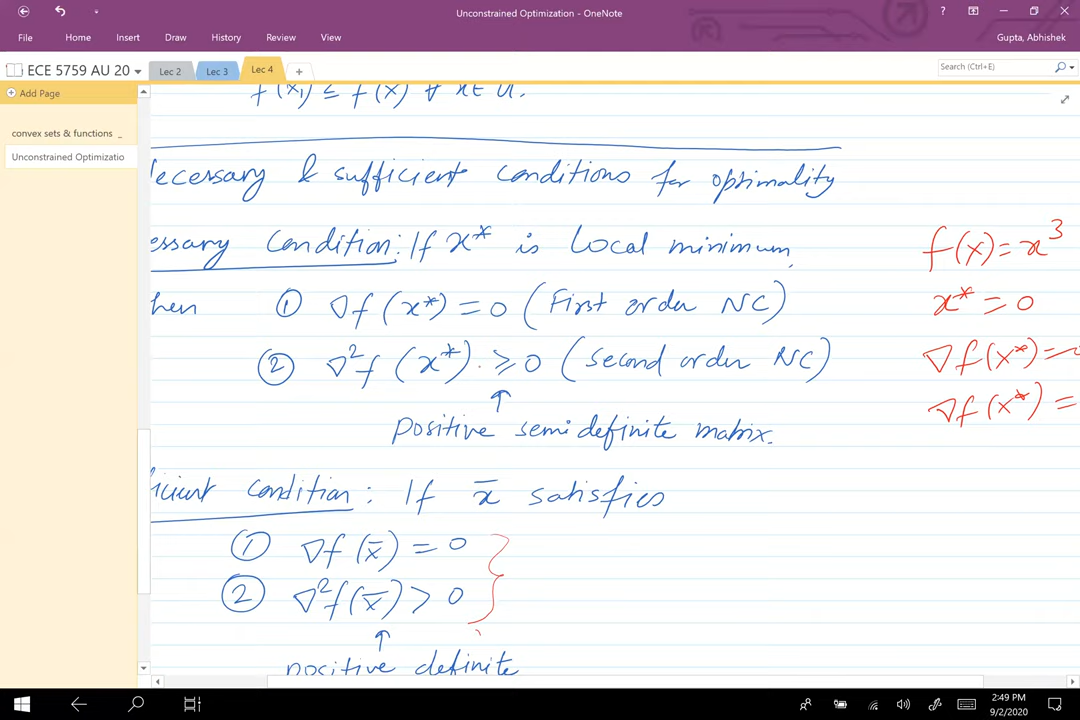 Unconstrained Optimization - OneNote
?
File Home Insert Draw History Review View
Gupta, Abhishek
ECE 5759 AU 20
Lec 2 Lec 3 Lec 4 +
Search (Ctrl+E)
Add Page
convex sets & functions
Unconstrained Optimizatio
f(x₁) ≤ f(x) ∀ x ∈
ecessary & sufficient conditions for optimality
essary Condition: If x* is local minimum,
hen ① ∇f(x*) = 0 (First order NC)
② ∇²f(x*) ≥ 0 (second order NC)
↑
positive semidefinite matrix.
f(x) = x³
x* = 0
∇f(x*) =
∇f(x*) =
icient Condition: If x̄ satisfies
① ∇f(x̄) = 0
② ∇²f(x̄) > 0
↑
positive definite
2:49 PM
9/2/2020